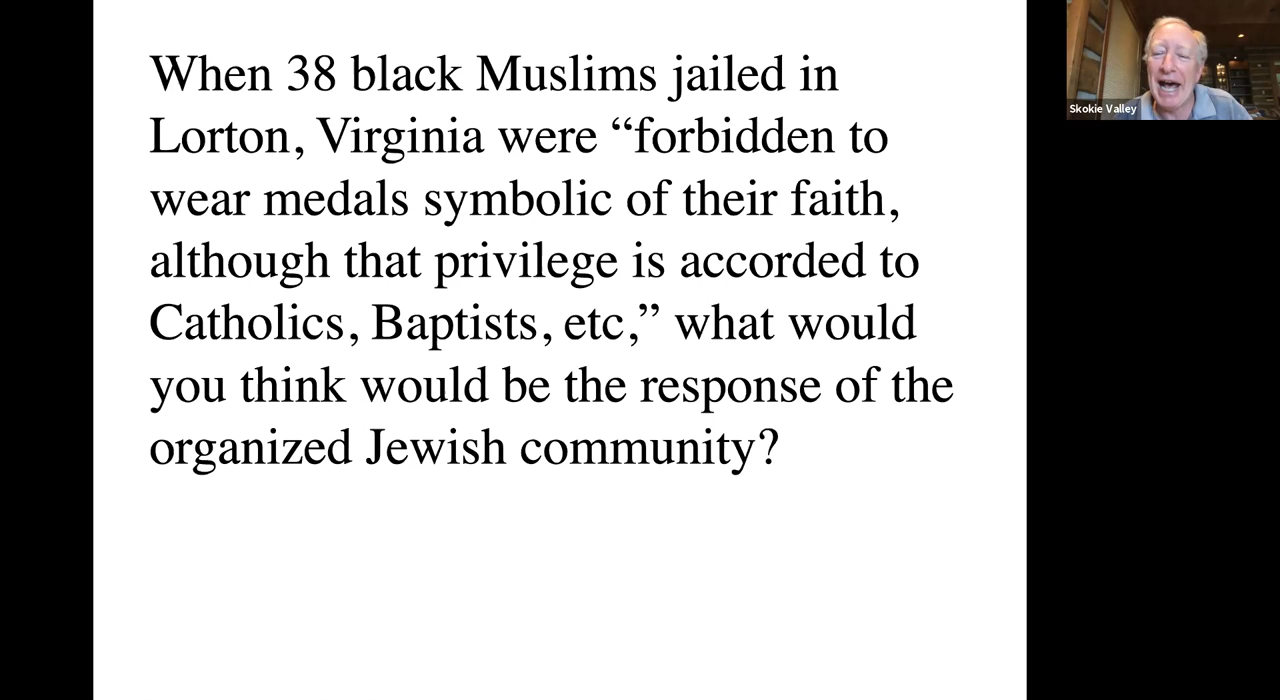 When 38 black Muslims jailed in
Lorton, Virginia were “forbidden to
wear medals symbolic of their faith,
although that privilege is accorded to
Catholics, Baptists, etc,” what would
you think would be the response of the
organized Jewish community?
Skokie Valley